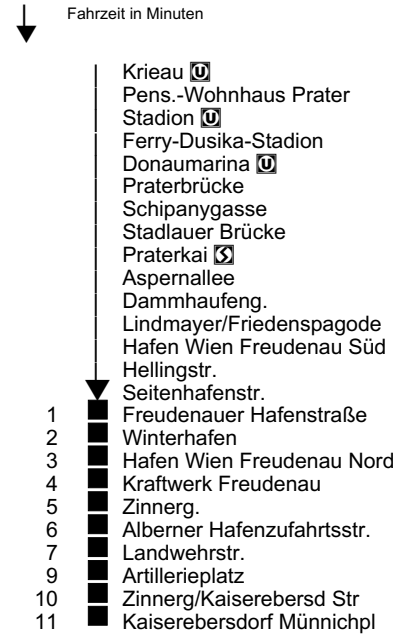 Fahrzeit in Minuten
Krieau U
Pens.-Wohnhaus Prater
Stadion U
Ferry-Dusika-Stadion
Donaumarina U
Praterbrücke
Schipanygasse
Stadlauer Brücke
Praterkai S
Aspernallee
Dammhaufeng.
Lindmayer/Friedenspagode
Hafen Wien Freudenau Süd
Hellingstr.
Seitenhafenstr.
1 Freudenauer Hafenstraße
2 Winterhafen
3 Hafen Wien Freudenau Nord
4 Kraftwerk Freudenau
5 Zinnerg.
6 Alberner Hafenzufahrtsstr.
7 Landwehrstr.
9 Artillerieplatz
10 Zinnerg/Kaiserebersd Str
11 Kaiserebersdorf Münnichpl